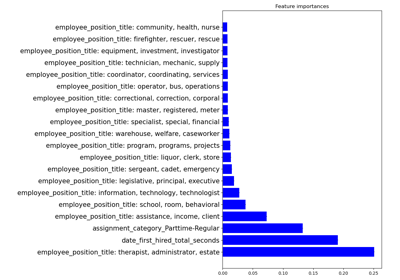 Feature importances
employee_position_title: community, health, nurse
employee_position_title: firefighter, rescuer, rescue
employee_position_title: equipment, investment, investigator
employee_position_title: technician, mechanic, supply
employee_position_title: coordinator, coordinating, services
employee_position_title: operator, bus, operations
employee_position_title: correctional, correction, corporal
employee_position_title: master, registered, meter
employee_position_title: specialist, special, financial
employee_position_title: warehouse, welfare, caseworker
employee_position_title: program, programs, projects
employee_position_title: liquor, clerk, store
employee_position_title: sergeant, cadet, emergency
employee_position_title: legislative, principal, executive
employee_position_title: information, technology, technologist
employee_position_title: school, room, behavioral
employee_position_title: assistance, income, client
assignment_category_Parttime-Regular
date_first_hired_total_seconds
employee_position_title: therapist, administrator, estate
0.00 0.05 0.10 0.15 0.20 0.25